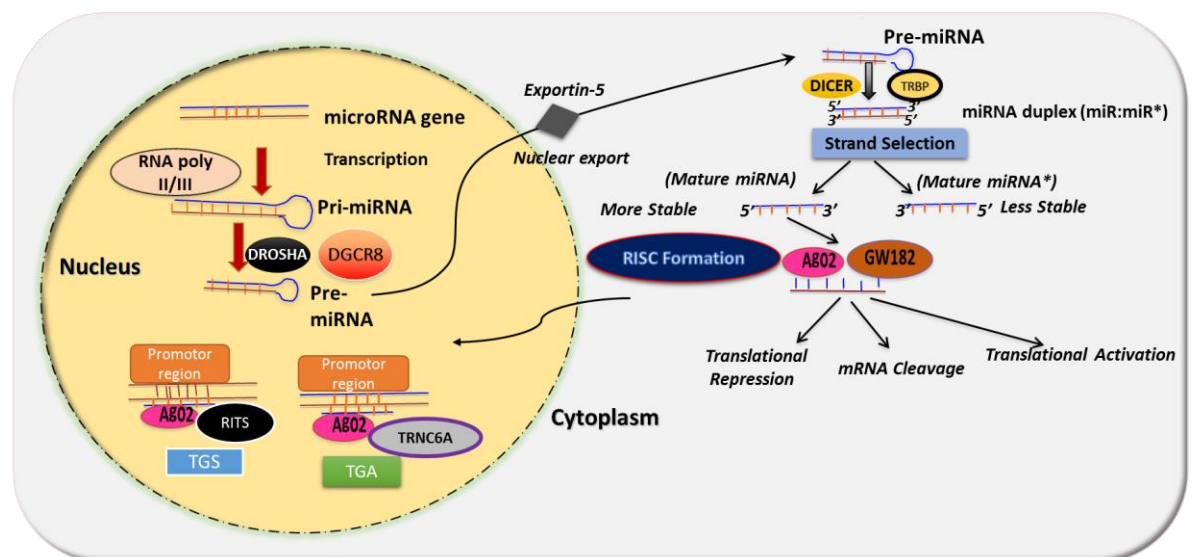 microRNA gene
Transcription
RNA poly
II/III
Pri-miRNA
DROSHA
DGCR8
Nucleus
Pre-
miRNA
Promotor
region
Ago2
RITS
TGS
Promotor
region
Ago2
TRNC6A
TGA
Cytoplasm
Exportin-5
Nuclear export
Pre-miRNA
DICER
TRBP
5′ 3′
3′ 5′
miRNA duplex (miR:miR*)
Strand Selection
(Mature miRNA)
(Mature miRNA*)
More Stable
5′ 3′
3′ 5′
Less Stable
RISC Formation
Ago2
GW182
Translational
Repression
mRNA Cleavage
Translational Activation